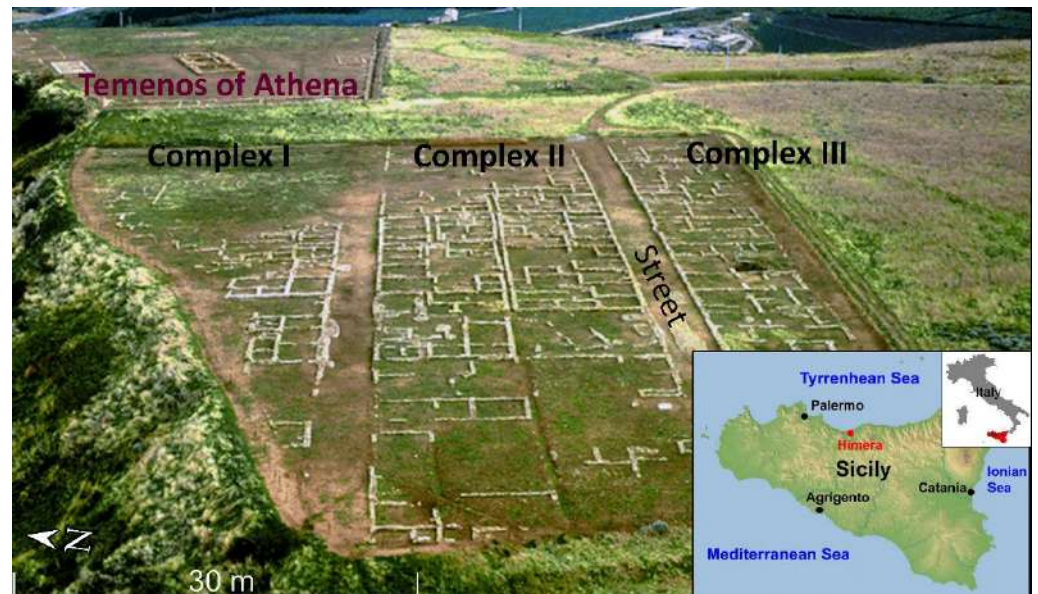 Temenos of Athena
Complex I
Complex II
Complex III
Street
N
30 m
Tyrrhenean Sea
Palermo
Himera
Sicily
Agrigento
Catania
Ionian
Sea
Mediterranean Sea
Italy